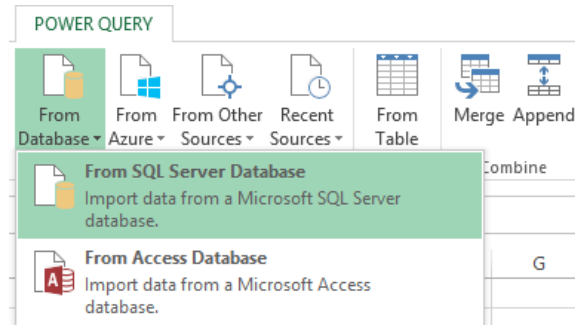 POWER QUERY
From Database
From Azure
From Other Sources
Recent Sources
From Table
Merge
Append
Combine
From SQL Server Database
Import data from a Microsoft SQL Server
database.
From Access Database
Import data from a Microsoft Access
database.
G